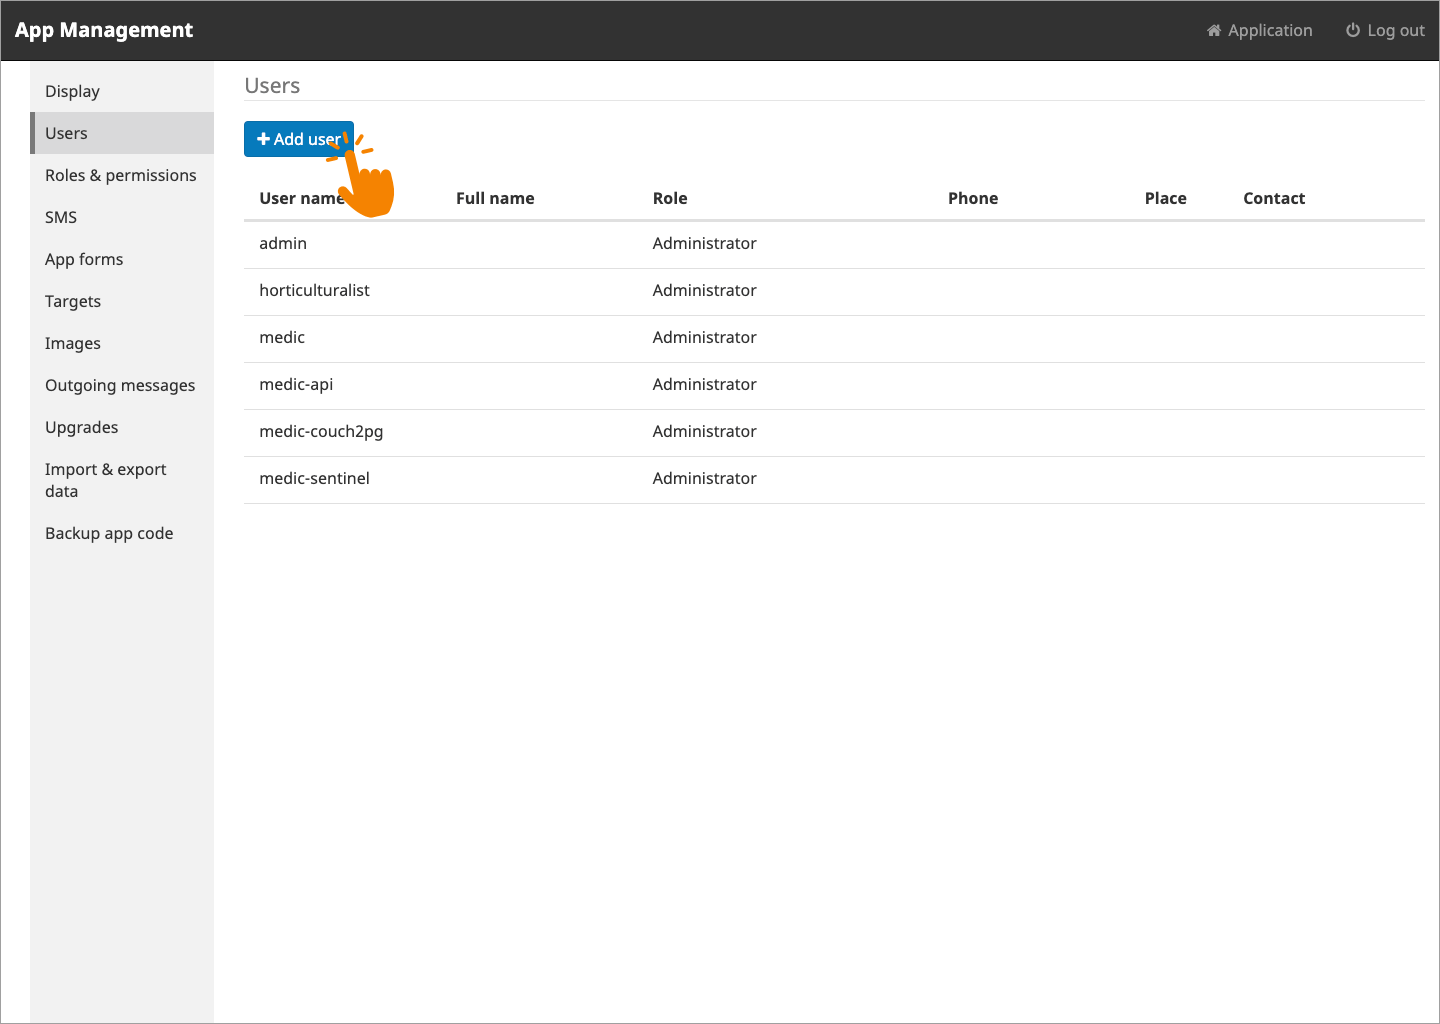 App Management
Application
Log out
Display
Users
Roles & permissions
SMS
App forms
Targets
Images
Outgoing messages
Upgrades
Import & export
data
Backup app code
Users
Add user
User name Full name Role Phone Place Contact
admin Administrator
horticulturalist Administrator
medic Administrator
medic-api Administrator
medic-couch2pg Administrator
medic-sentinel Administrator